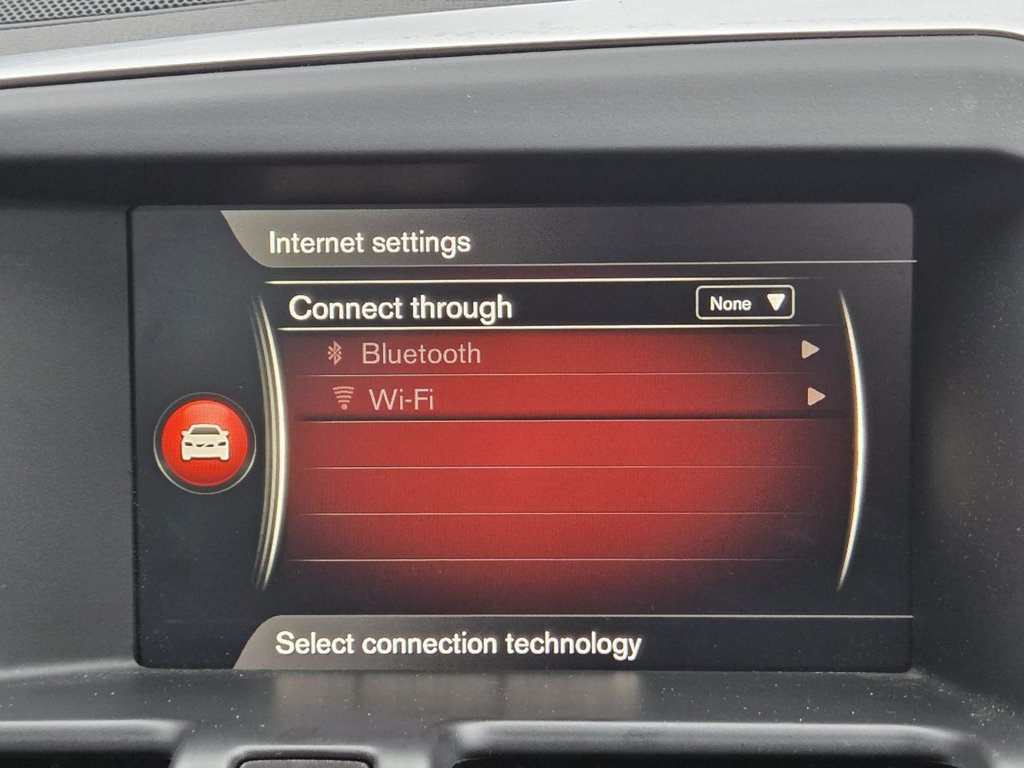 Internet settings
Connect through None
Bluetooth
Wi-Fi
Select connection technology